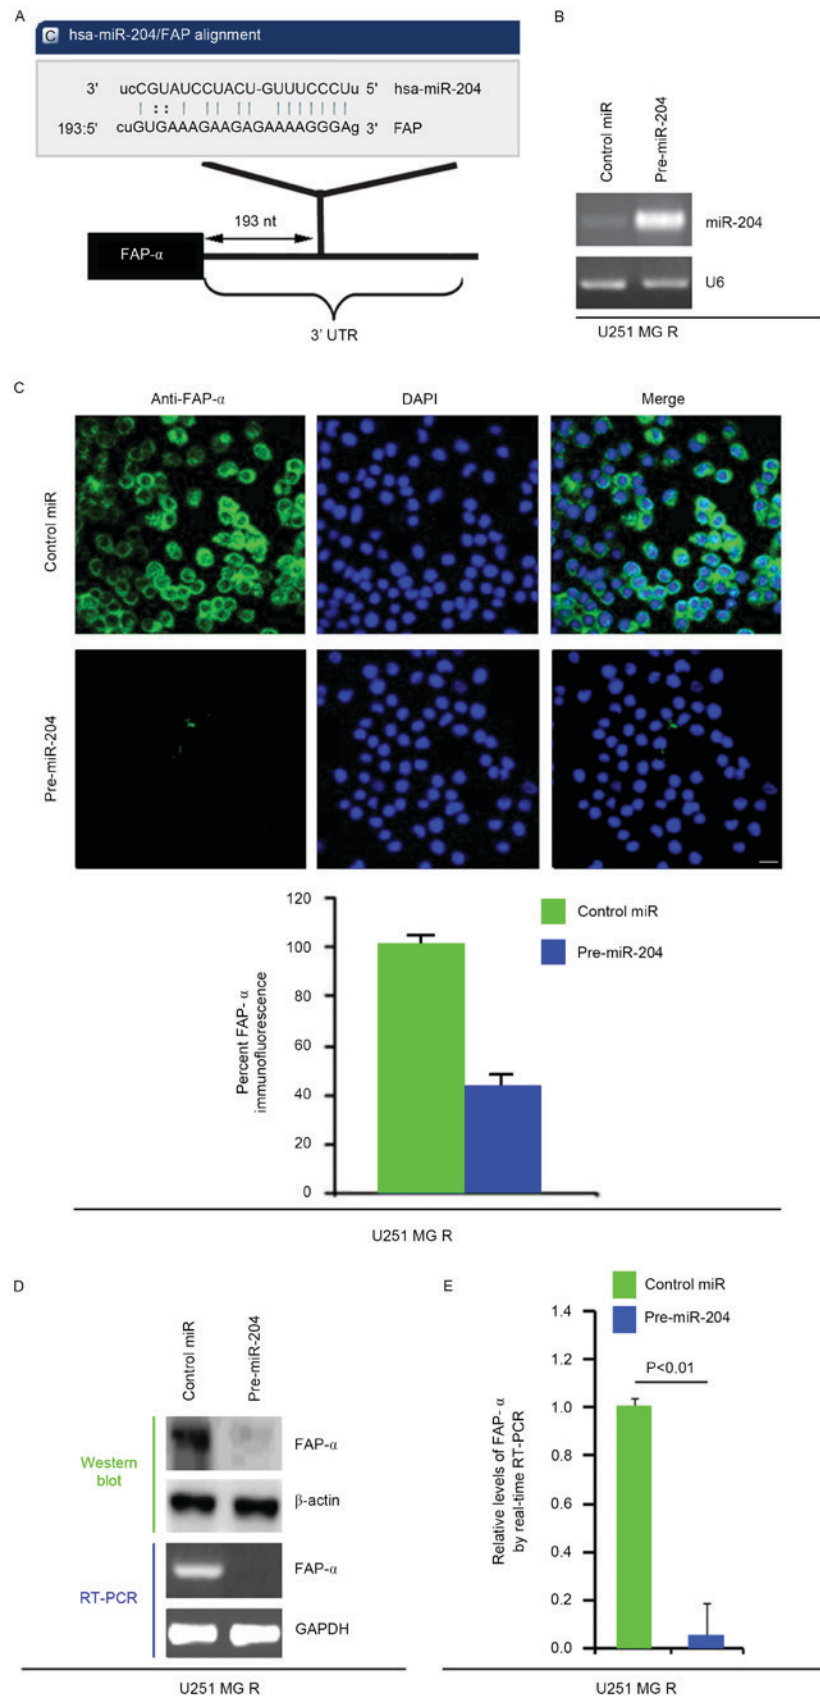 A
C hsa-miR-204/FAP alignment
3' ucCGUAUCCUACU-GUUUCCCUu 5' hsa-miR-204
193:5' cuGUGAAAGAAGAGAAAAGGGAg 3' FAP
193 nt
FAP-α
3' UTR
B
Control miR
Pre-miR-204
miR-204
U6
U251 MG R
C
Anti-FAP-α DAPI Merge
Control miR
Pre-miR-204
Percent FAP- α
immunofluorescence
120
100
80
60
40
20
0
Control miR
Pre-miR-204
U251 MG R
D
Control miR
Pre-miR-204
Western
blot
FAP-α
β-actin
RT-PCR
FAP-α
GAPDH
U251 MG R
E
Control miR
Pre-miR-204
Relative levels of FAP- α
by real-time RT-PCR
1.4
1.2
1.0
0.8
0.6
0.4
0.2
0.0
P<0.01
U251 MG R